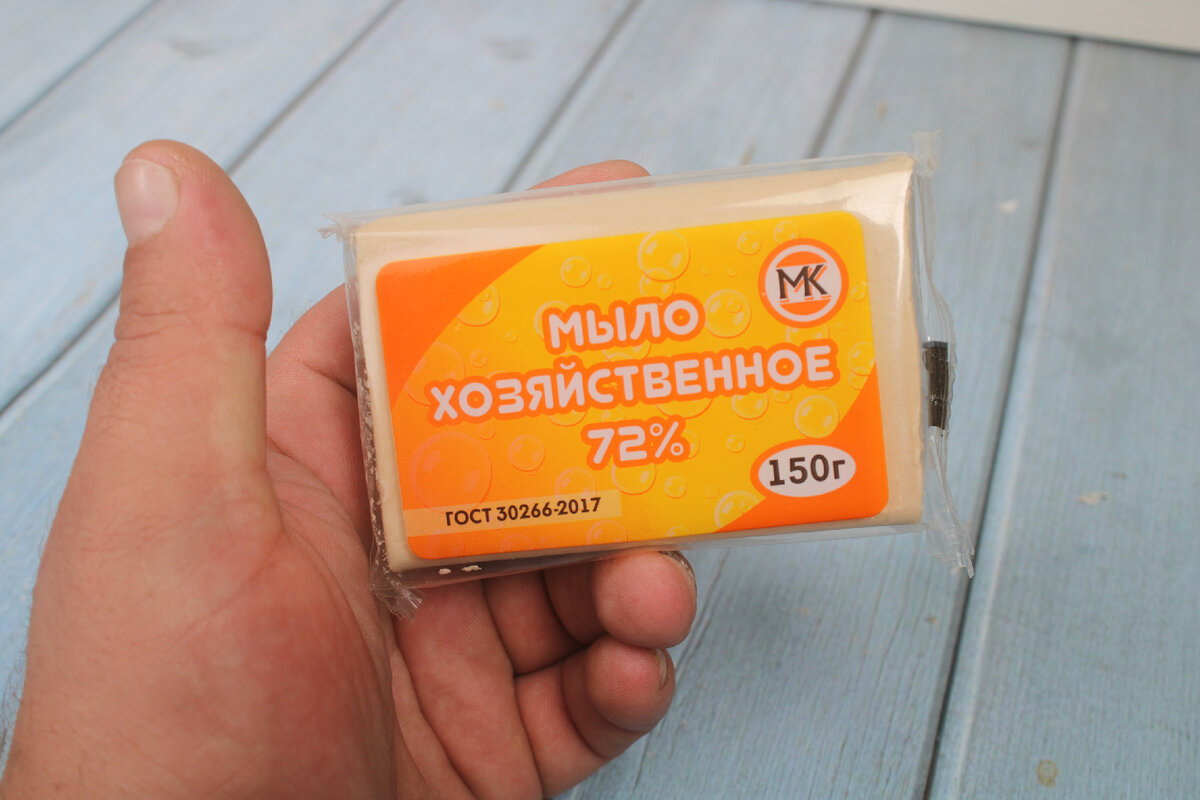 МК
МЫЛО
ХОЗЯЙСТВЕННОЕ
72%
150г
ГОСТ 30266-2017